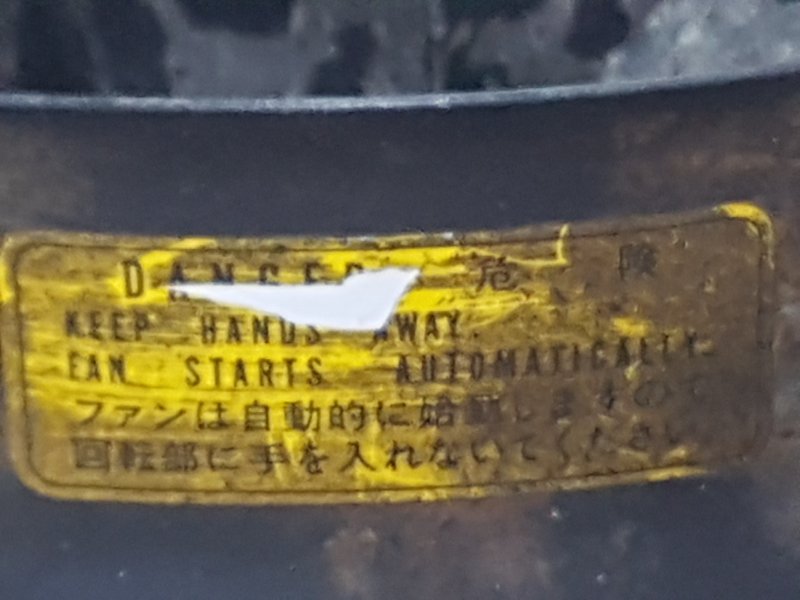 DANGER 危険
KEEP HANDS AWAY.
FAN STARTS AUTOMATICALLY.
ファンは自動的に始動しますので
回転部に手を入れないでください